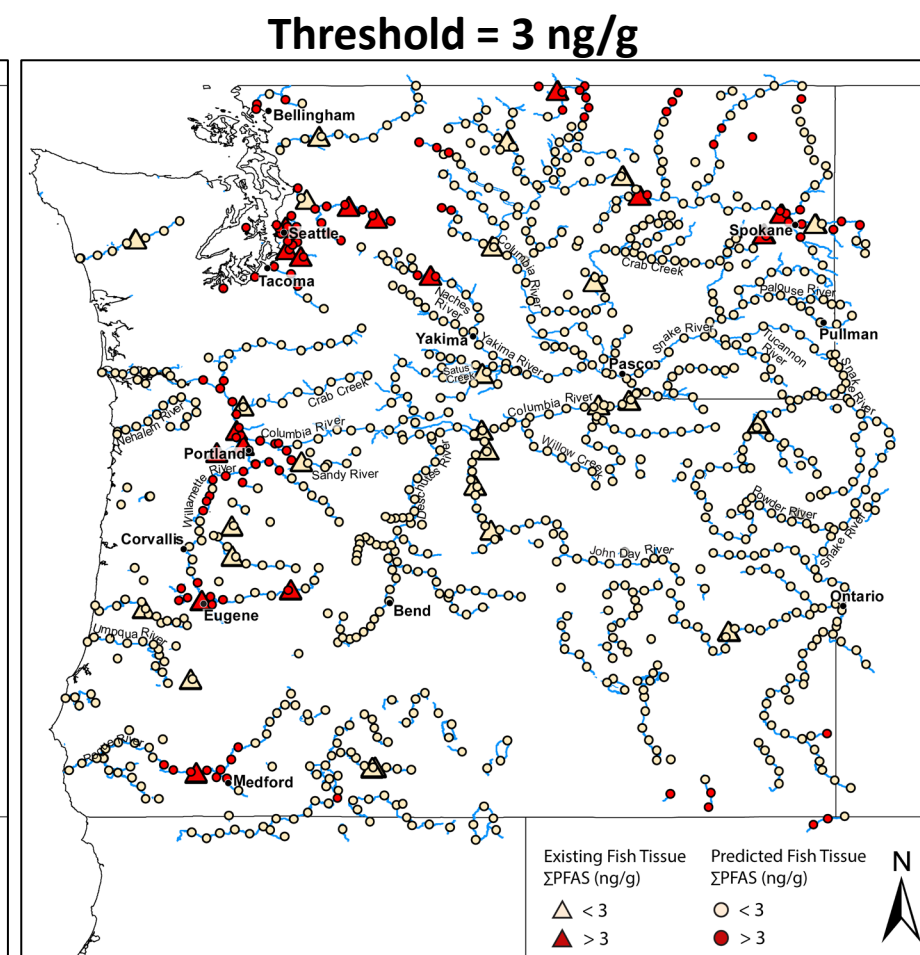 Threshold = 3 ng/g
Bellingham
Seattle
Spokane
Columbia River
Crab Creek
Tacoma
Palouse River
Naches
River
Snake River
Pullman
Yakima
Yakima River
Tucannon
River
Pasco
Satus
Creek
Snake River
Crab Creek
Columbia River
Nehalem River
Columbia River
Portland
Willow Creek
Sandy River
Willamette River
Deschutes River
Powder River
Snake River
Corvallis
John Day River
Ontario
Bend
Eugene
Umpqua River
Rogue River
Medford
Existing Fish Tissue
∑PFAS (ng/g)
< 3
> 3
Predicted Fish Tissue
∑PFAS (ng/g)
< 3
> 3
N